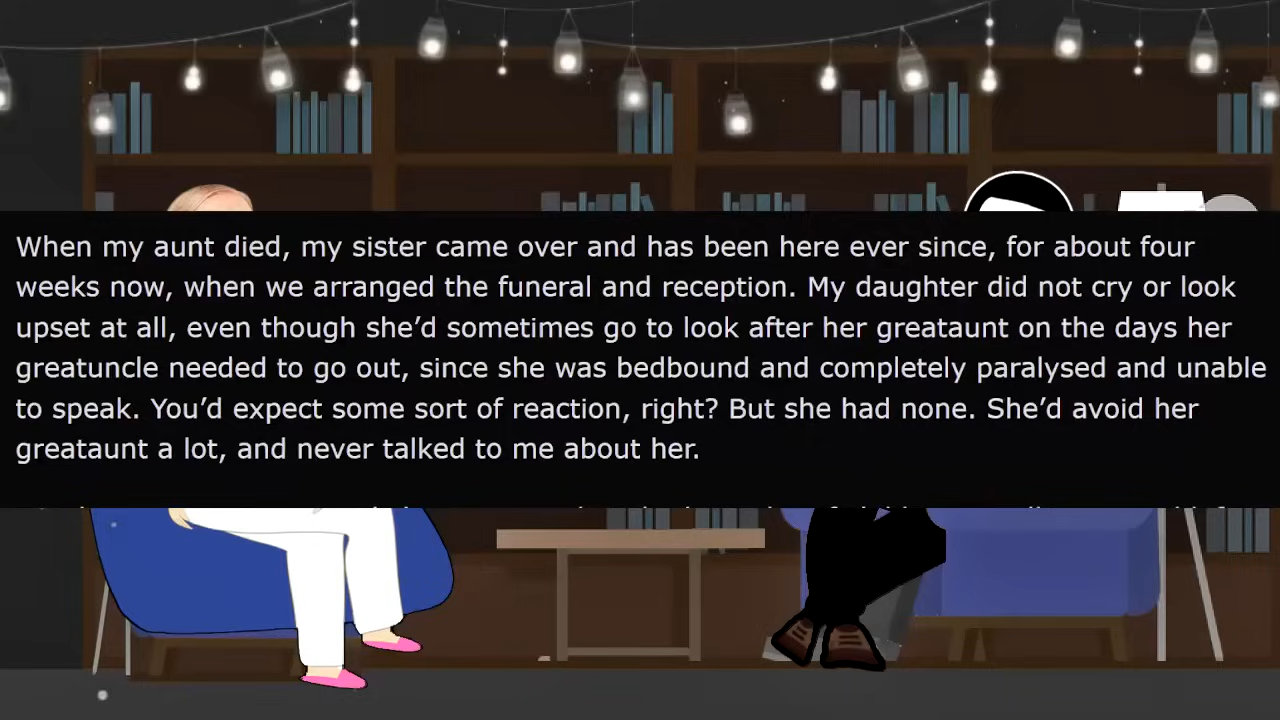 When my aunt died, my sister came over and has been here ever since, for about four
weeks now, when we arranged the funeral and reception. My daughter did not cry or look
upset at all, even though she’d sometimes go to look after her greataunt on the days her
greatuncle needed to go out, since she was bedbound and completely paralysed and unable
to speak. You’d expect some sort of reaction, right? But she had none. She’d avoid her
greataunt a lot, and never talked to me about her.